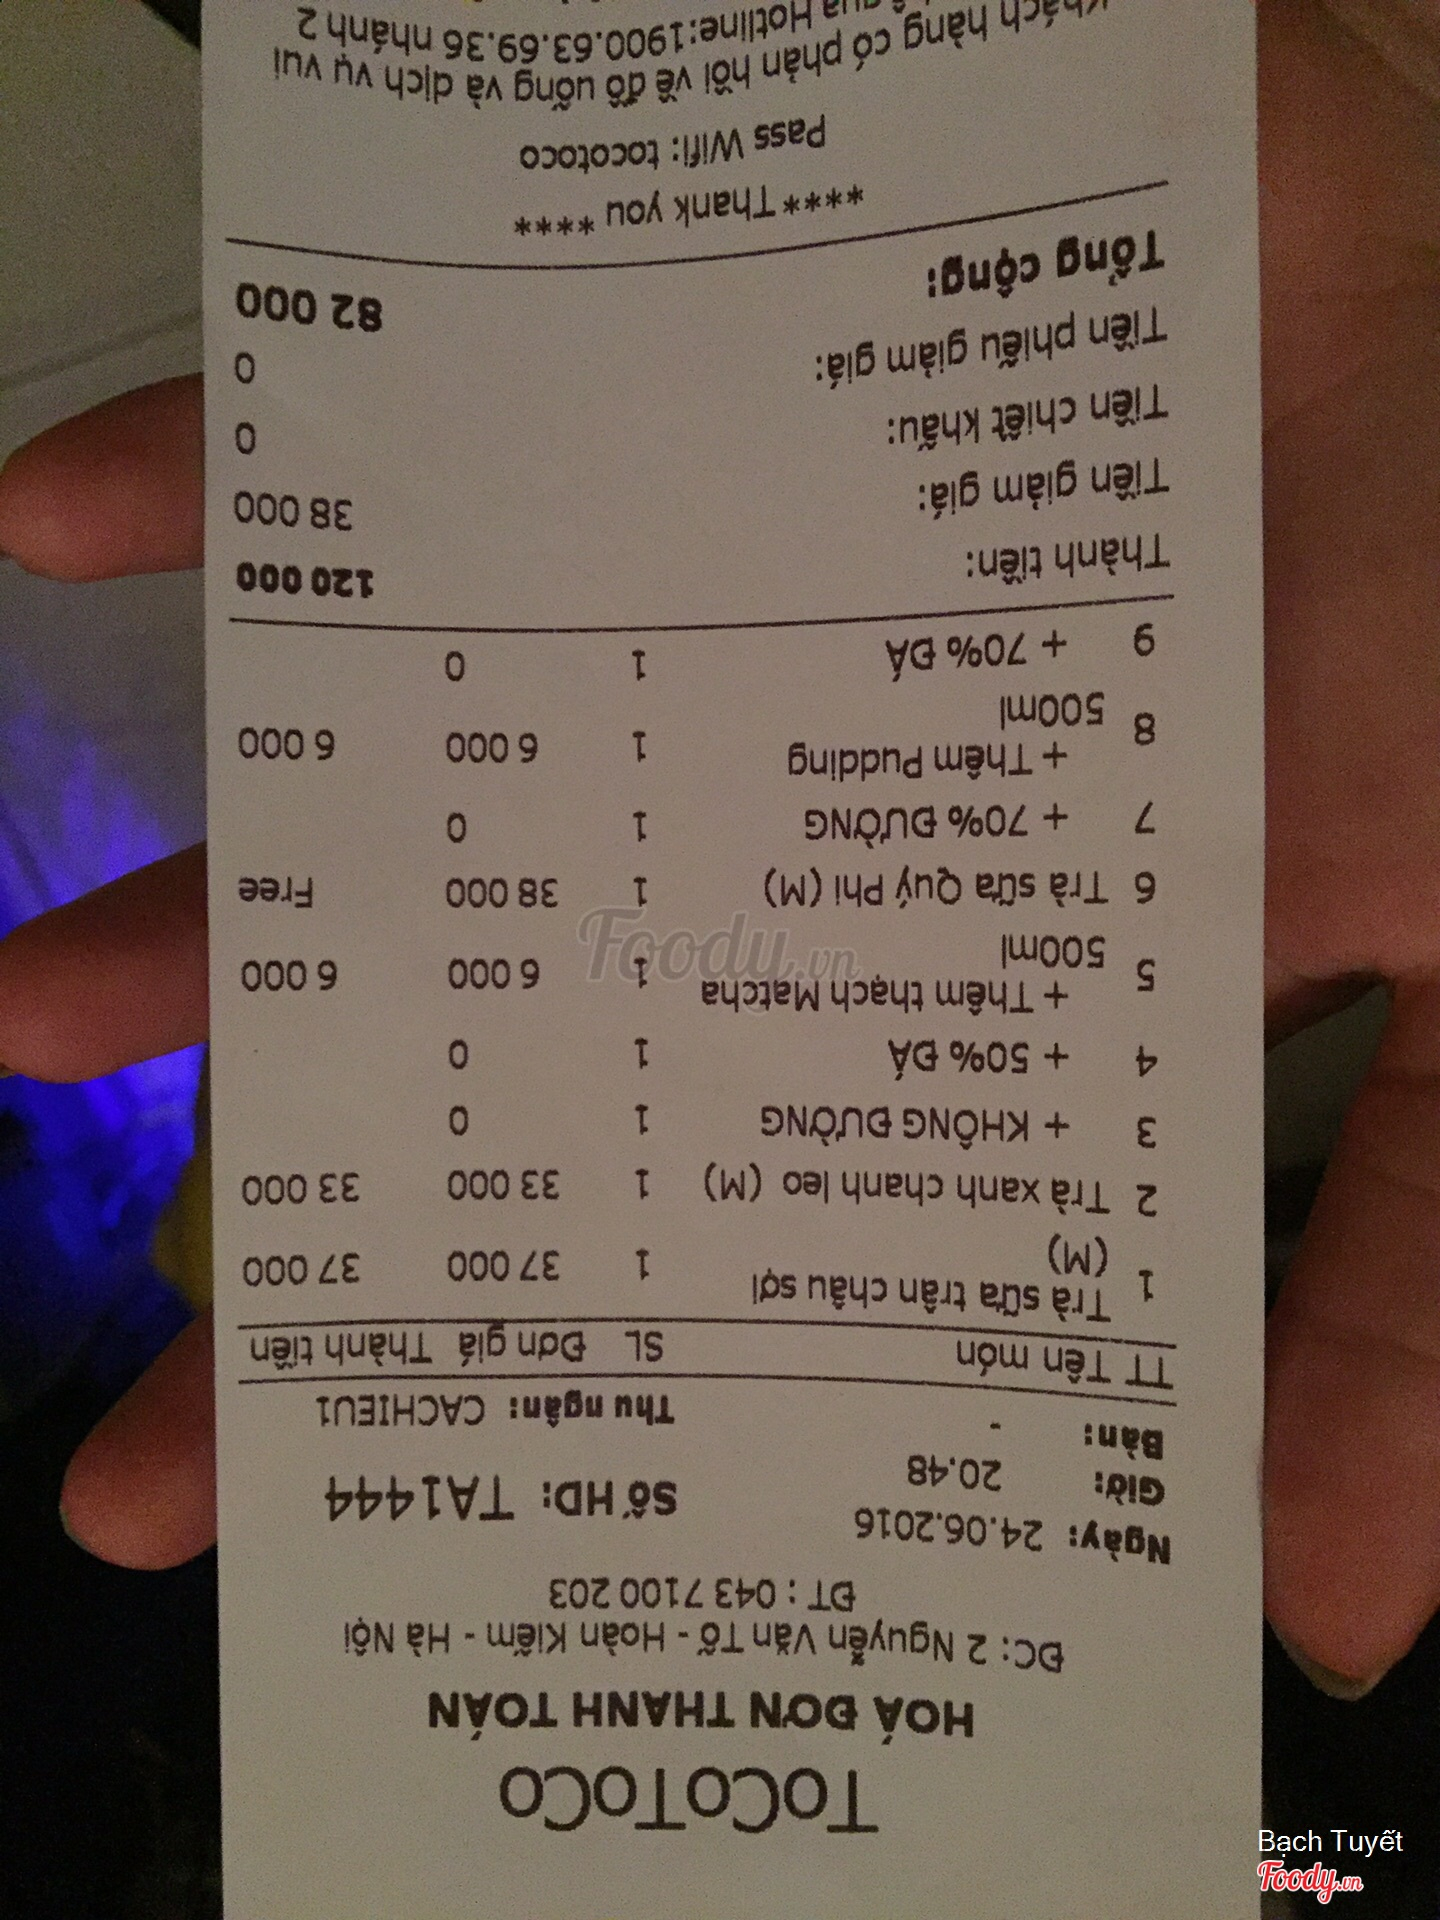 ToCoToCo
HOÁ ĐƠN THANH TOÁN
ĐC: 2 Nguyễn Văn Tố - Hoàn Kiếm - Hà Nội
ĐT : 043 7100 203
Ngày: 24.06.2016 Số HD: TA1444
Giờ: 20.48
Bàn: - Thu ngân: CACHIEU1
TT Tên món SL Đơn giá Thành tiền
1 Trà sữa trân châu sợi (M) 1 37 000 37 000
2 Trà xanh chanh leo (M) 1 33 000 33 000
3 + KHÔNG ĐƯỜNG 1 0
4 + 50% ĐÁ 1 0
5 + Thêm thạch Matcha 500ml 1 6 000 6 000
6 Trà sữa Quý Phi (M) 1 38 000 Free
7 + 70% ĐƯỜNG 1 0
8 + Thêm Pudding 500ml 1 6 000 6 000
9 + 70% ĐÁ 1 0
Thành tiền: 120 000
Tiền giảm giá: 38 000
Tiền chiết khấu: 0
Tiền phiếu giảm giá: 0
Tổng cộng: 82 000
****Thank you ****
Pass Wifi: tocotoco
Khách hàng có phản hồi về đồ uống và dịch vụ vui
qua Hotline:1900.63.69.36 nhánh 2
Foody.vn
Bạch Tuyết
Foody.vn